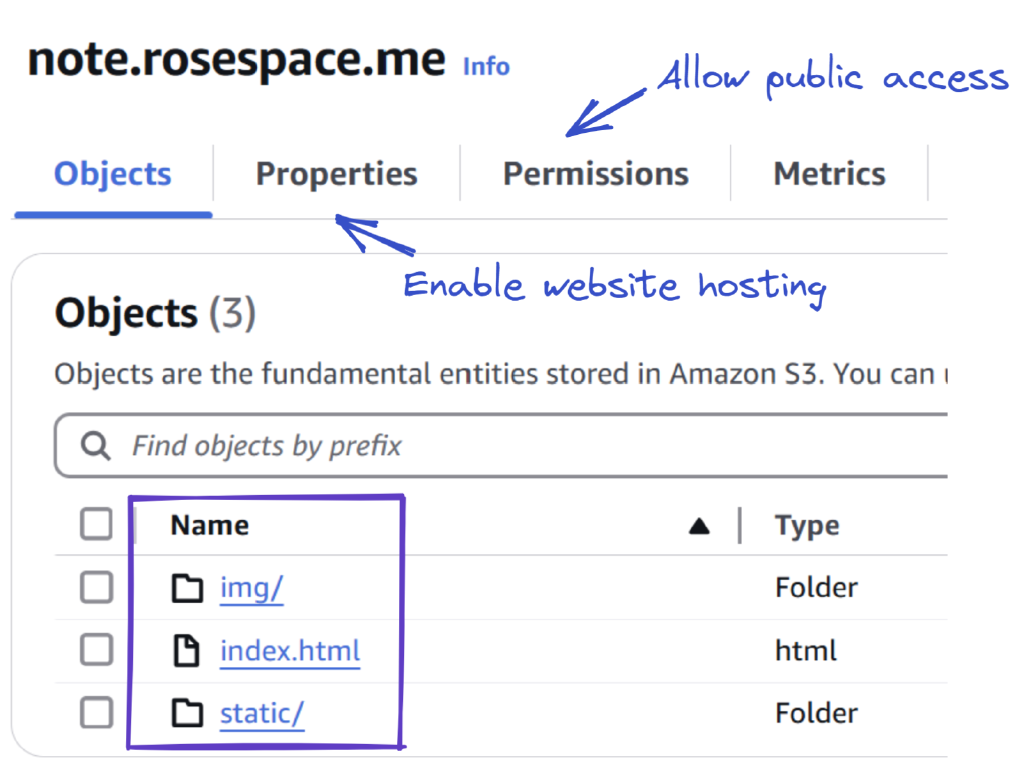 note.rosespace.me Info
Allow public access
Objects Properties Permissions Metrics
Enable website hosting
Objects (3)
Objects are the fundamental entities stored in Amazon S3. You can
Find objects by prefix
Name Type
img/ Folder
index.html html
static/ Folder